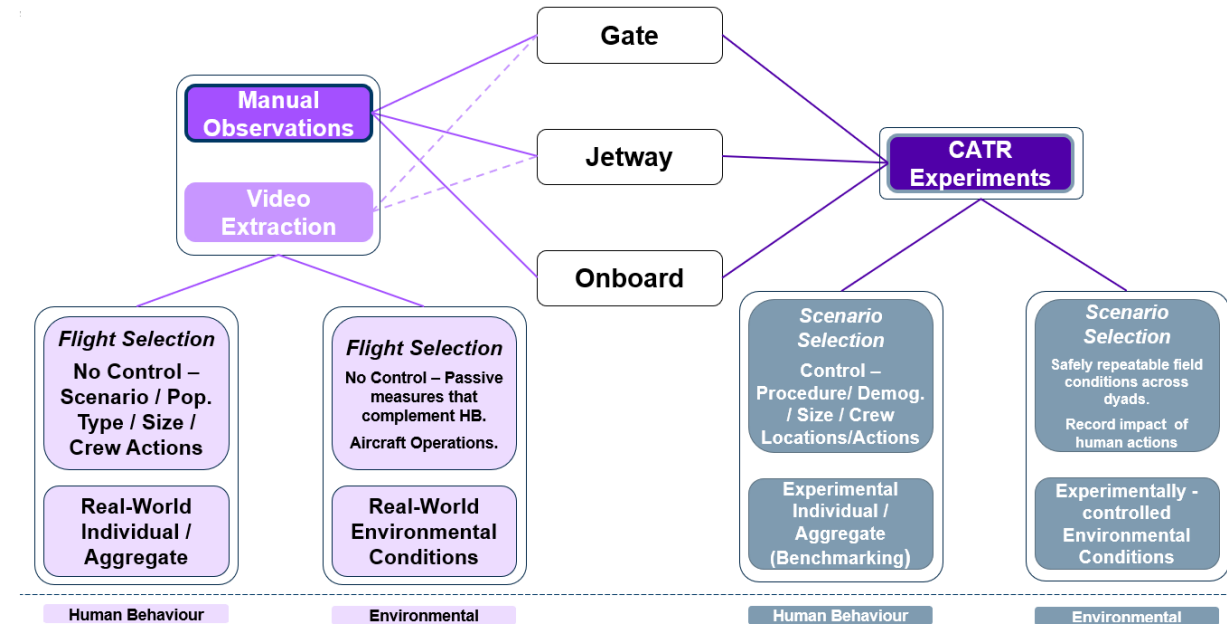 Gate
Manual
Observations
Jetway
CATR
Experiments
Video
Extraction
Onboard
Flight Selection
No Control –
Scenario / Pop.
Type / Size /
Crew Actions
Real-World
Individual /
Aggregate
Human Behaviour
Flight Selection
No Control – Passive
measures that
complement HB.
Aircraft Operations.
Real-World
Environmental
Conditions
Environmental
Scenario
Selection
Control –
Procedure/ Demog.
/ Size / Crew
Locations/Actions
Experimental
Individual /
Aggregate
(Benchmarking)
Human Behaviour
Scenario
Selection
Safely repeatable field
conditions across
dyads.
Record impact of
human actions
Experimentally -
controlled
Environmental
Conditions
Environmental